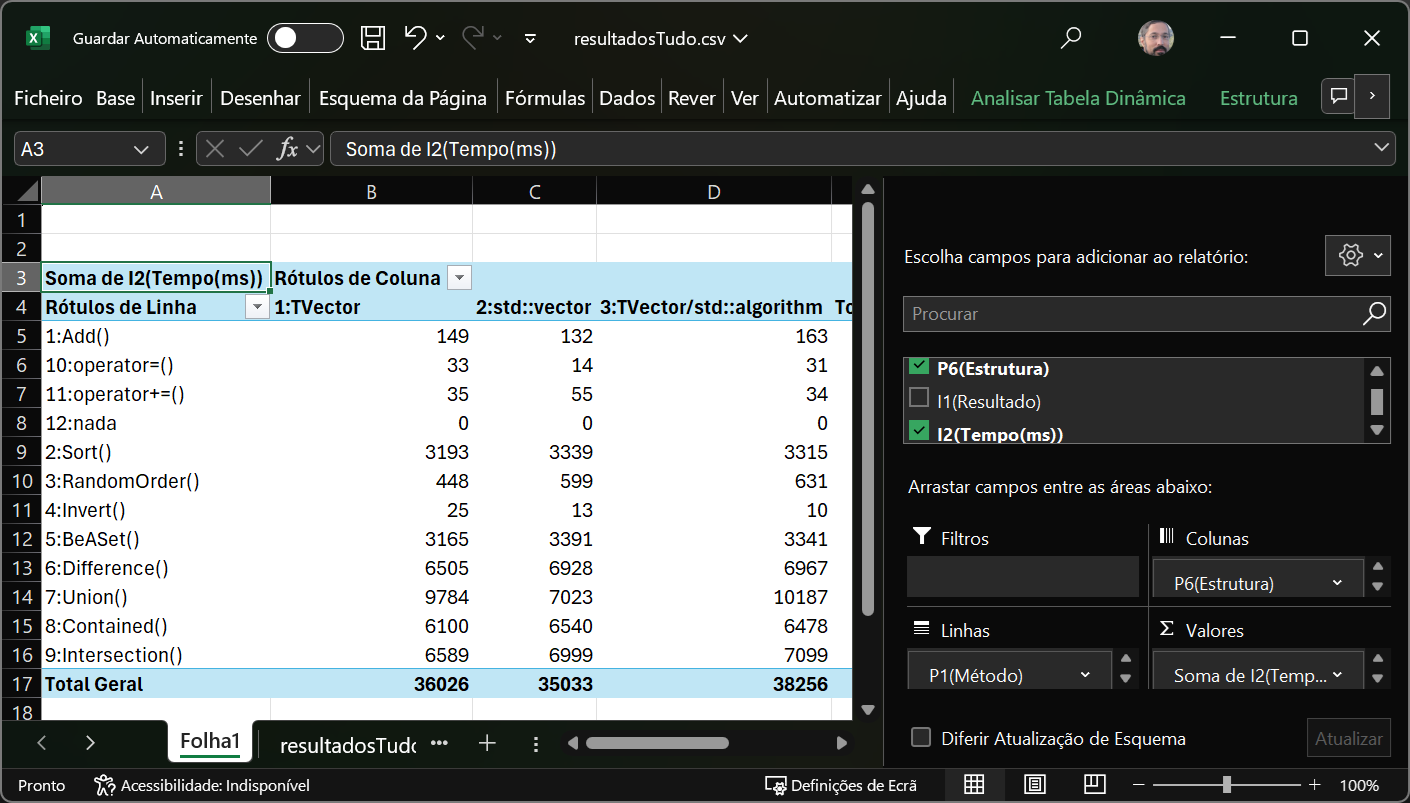 Guardar Automaticamente resultadosTudo.csv
Ficheiro Base Inserir Desenhar Esquema da Página Fórmulas Dados Rever Ver Automatizar Ajuda Analisar Tabela Dinâmica Estrutura
A3 fx Soma de I2(Tempo(ms))
A B C D
1
2
3 Soma de I2(Tempo(ms)) Rótulos de Coluna
4 Rótulos de Linha 1:TVector 2:std::vector 3:TVector/std::algorithm To
5 1:Add() 149 132 163
6 10:operator=() 33 14 31
7 11:operator+=() 35 55 34
8 12:nada 0 0 0
9 2:Sort() 3193 3339 3315
10 3:RandomOrder() 448 599 631
11 4:Invert() 25 13 10
12 5:BeASet() 3165 3391 3341
13 6:Difference() 6505 6928 6967
14 7:Union() 9784 7023 10187
15 8:Contained() 6100 6540 6478
16 9:Intersection() 6589 6999 7099
17 Total Geral 36026 35033 38256
18
Folha1 resultadosTudo ...
Escolha campos para adicionar ao relatório:
Procurar
P6(Estrutura)
I1(Resultado)
I2(Tempo(ms))
Arrastar campos entre as áreas abaixo:
Filtros
Colunas
P6(Estrutura)
Linhas
P1(Método)
Σ Valores
Soma de I2(Temp...
Diferir Atualização de Esquema Atualizar
Pronto Acessibilidade: Indisponível Definições de Ecrã 100%